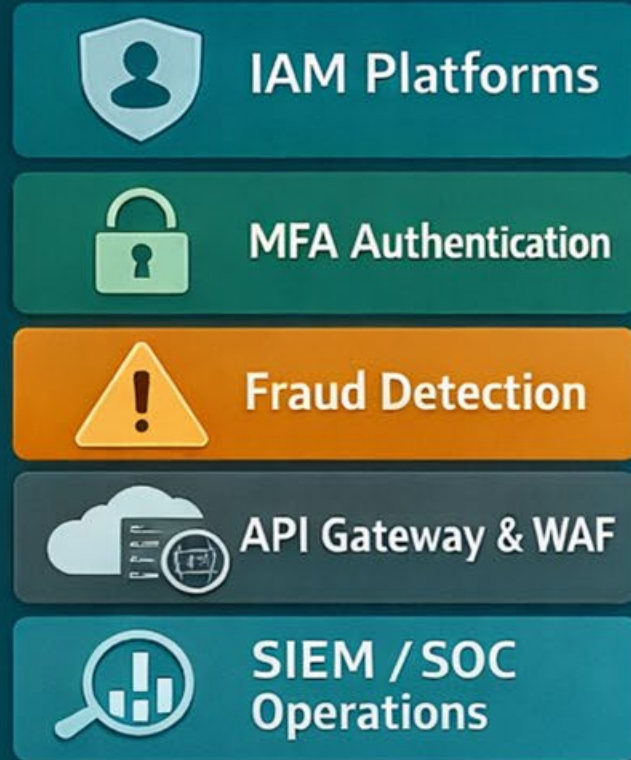 IAM Platforms
MFA Authentication
Fraud Detection
API Gateway & WAF
SIEM / SOC
Operations